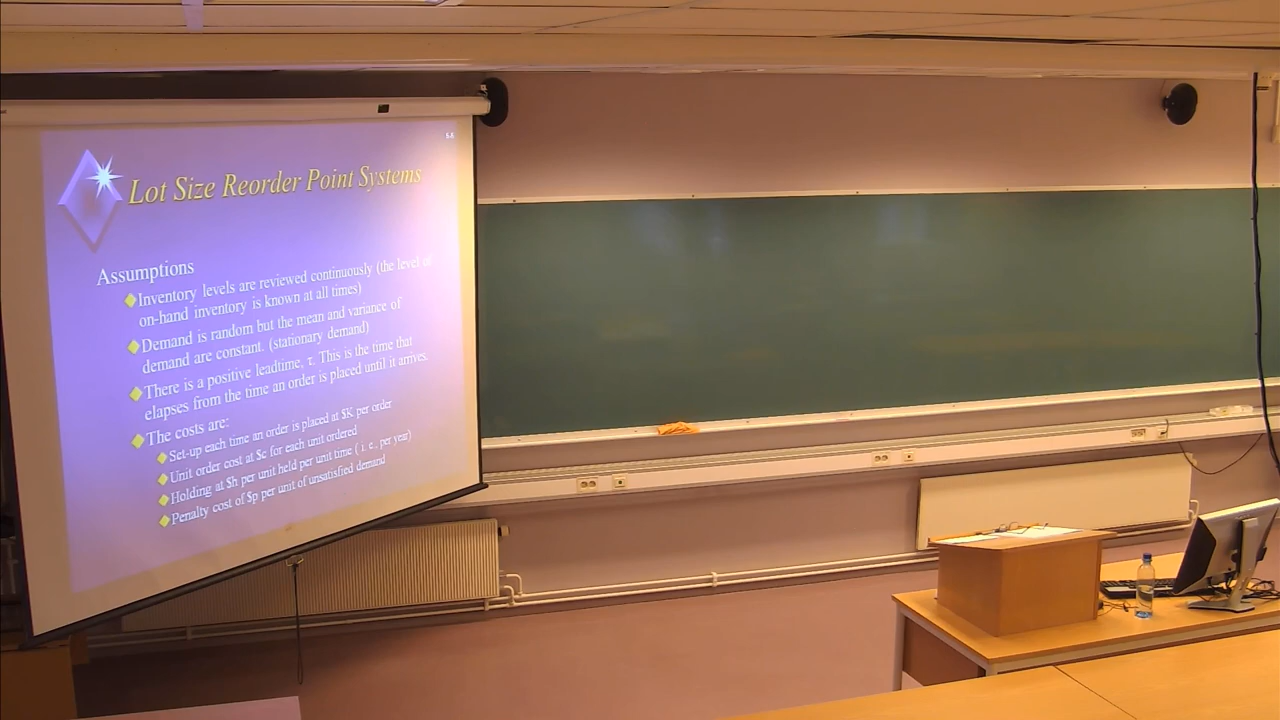 5.8
Lot Size Reorder Point Systems
Assumptions
Inventory levels are reviewed continuously (the level of
on-hand inventory is known at all times)
Demand is random but the mean and variance of
demand are constant. (stationary demand)
There is a positive leadtime, τ. This is the time that
elapses from the time an order is placed until it arrives.
The costs are:
Set-up each time an order is placed at $K per order
Unit order cost at $c for each unit ordered
Holding at $h per unit held per unit time ( i. e., per year)
Penalty cost of $p per unit of unsatisfied demand